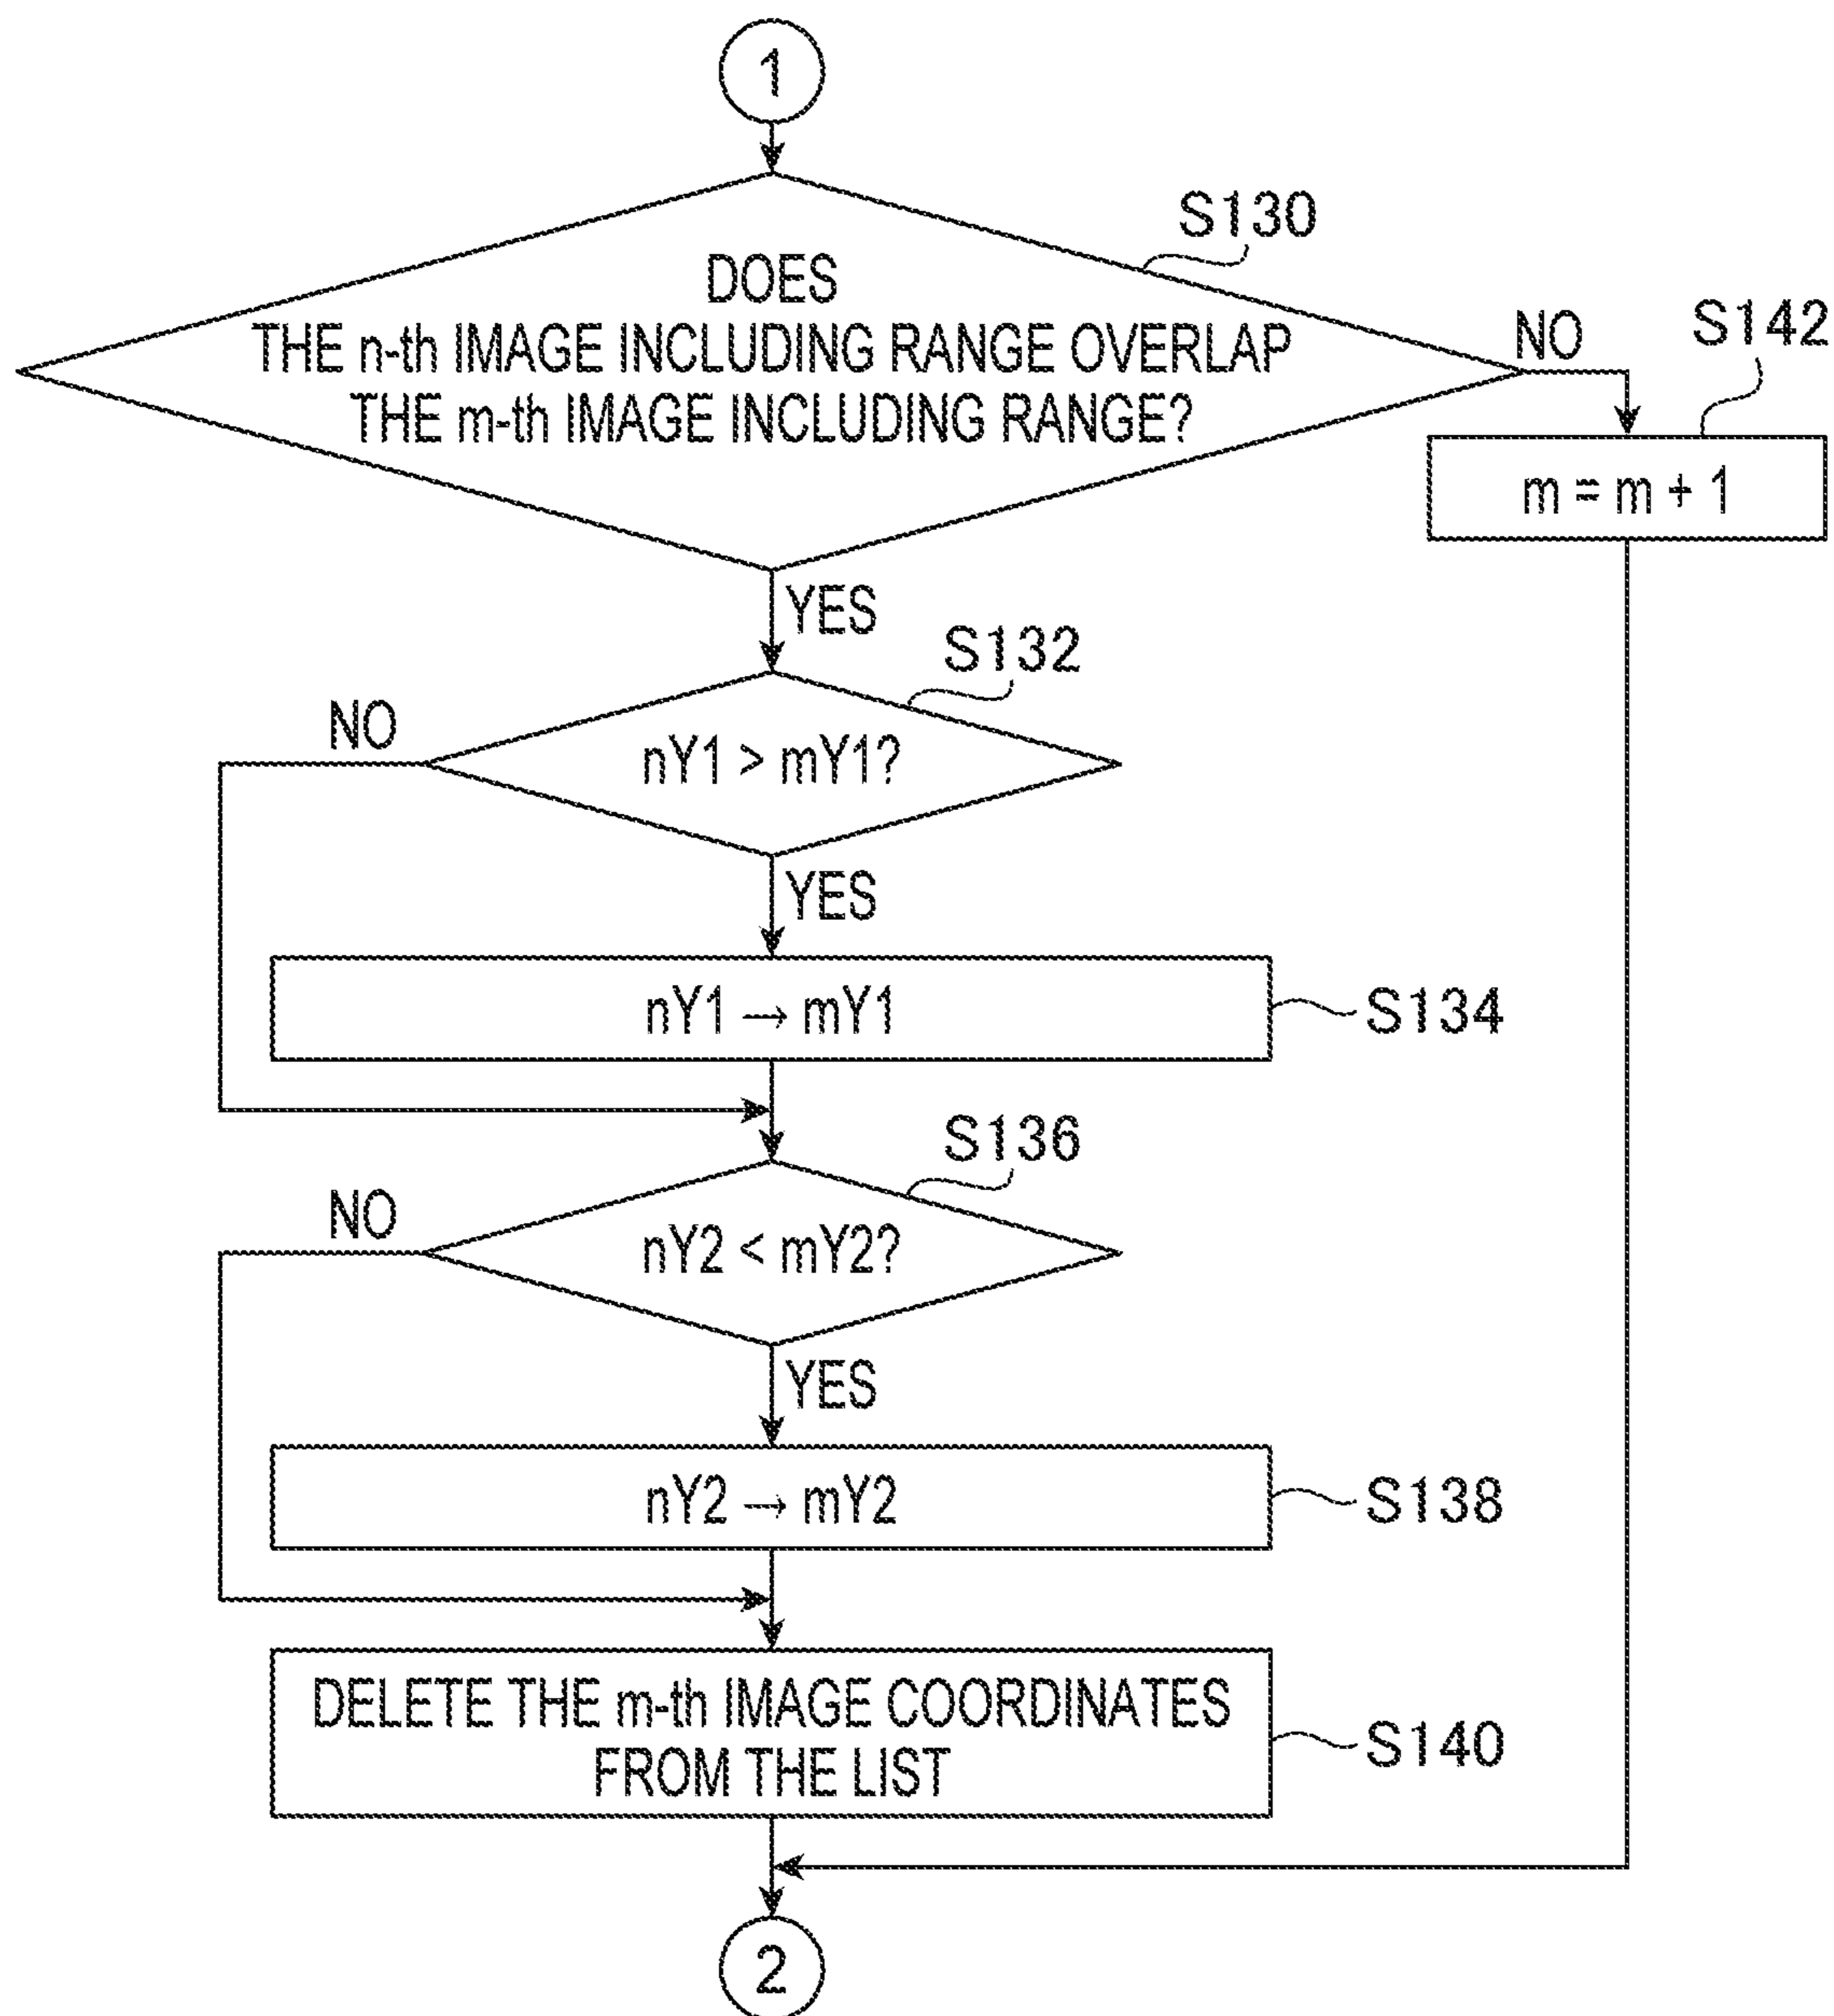 1
S130
DOES
THE n-th IMAGE INCLUDING RANGE OVERLAP
THE m-th IMAGE INCLUDING RANGE?
NO
S142
m = m + 1
YES
S132
NO
nY1 > mY1?
YES
nY1 → mY1
S134
S136
NO
nY2 < mY2?
YES
nY2 → mY2
S138
DELETE THE m-th IMAGE COORDINATES
FROM THE LIST
S140
2